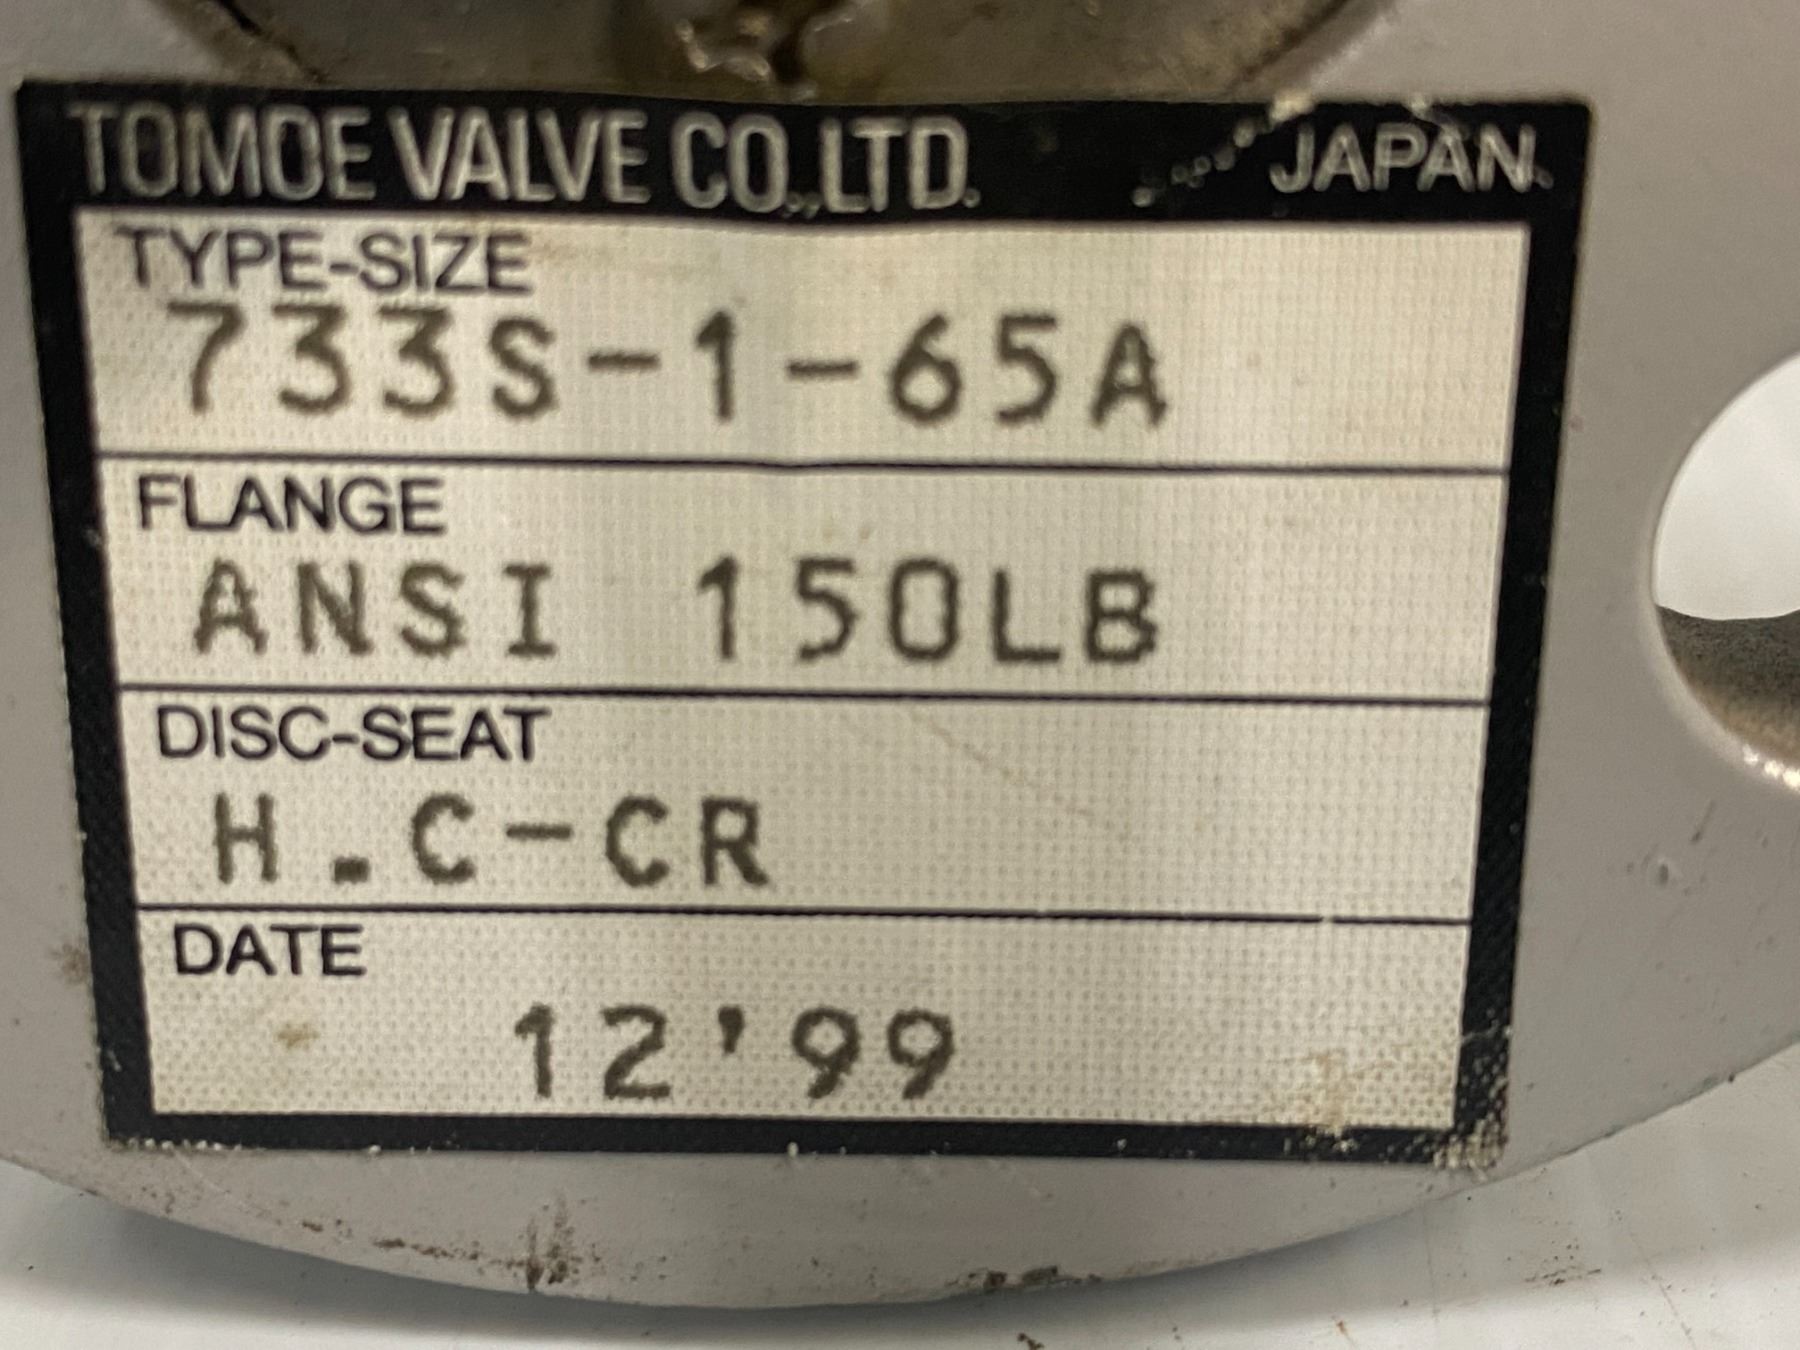 TOMOE VALVE CO.,LTD. JAPAN.
TYPE-SIZE
733S-1-65A
FLANGE
ANSI 150LB
DISC-SEAT
H.C-CR
DATE
12'99